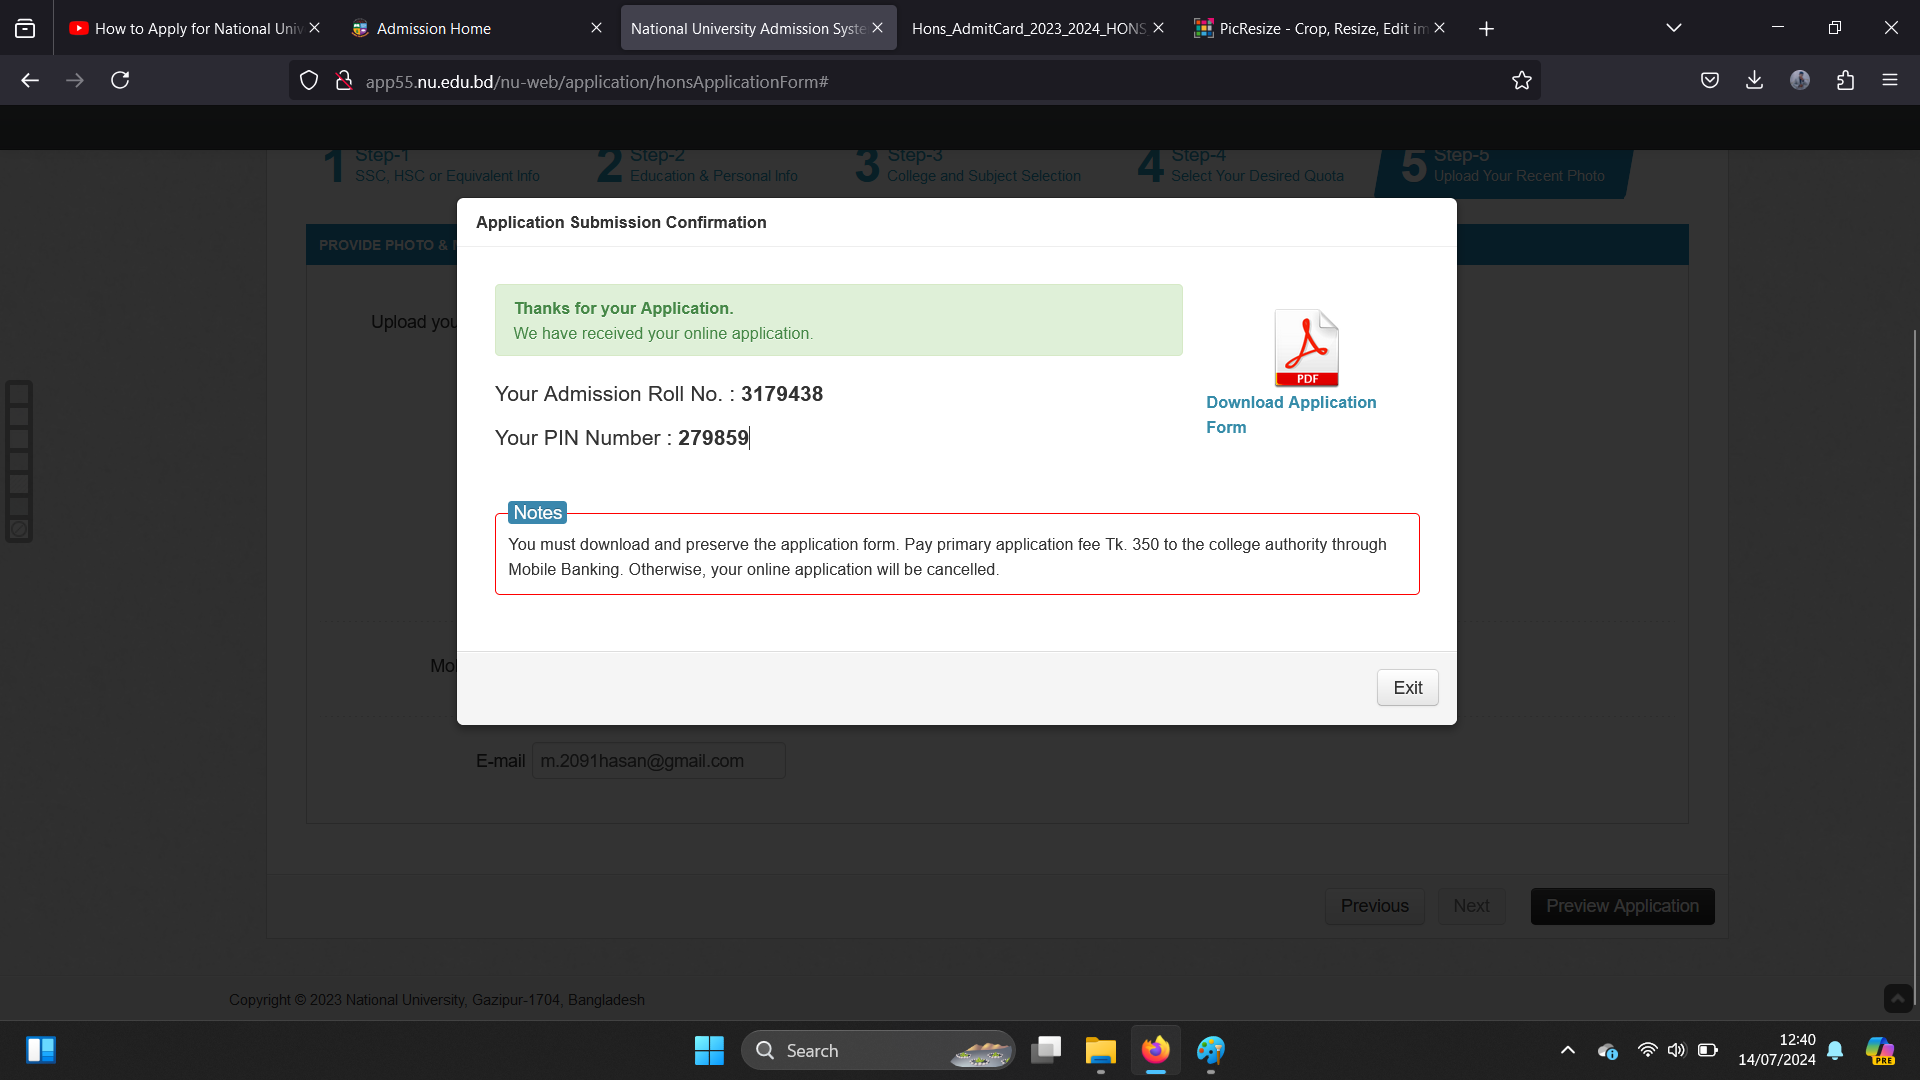 How to Apply for National Univ
Admission Home
National University Admission Syste
Hons_AdmitCard_2023_2024_HONS
PicResize - Crop, Resize, Edit im
app55.nu.edu.bd/nu-web/application/honsApplicationForm#
1 Step-1
SSC, HSC or Equivalent Info
2 Step-2
Education & Personal Info
3 Step-3
College and Subject Selection
4 Step-4
Select Your Desired Quota
5 Step-5
Upload Your Recent Photo
PROVIDE PHOTO &
Application Submission Confirmation
Upload you
Thanks for your Application.
We have received your online application.
PDF
Download Application
Form
Your Admission Roll No. : 3179438
Your PIN Number : 279859
Notes
You must download and preserve the application form. Pay primary application fee Tk. 350 to the college authority through
Mobile Banking. Otherwise, your online application will be cancelled.
Mo
Exit
E-mail m.2091hasan@gmail.com
Previous
Next
Preview Application
Copyright © 2023 National University, Gazipur-1704, Bangladesh
Search
12:40
14/07/2024
PRE